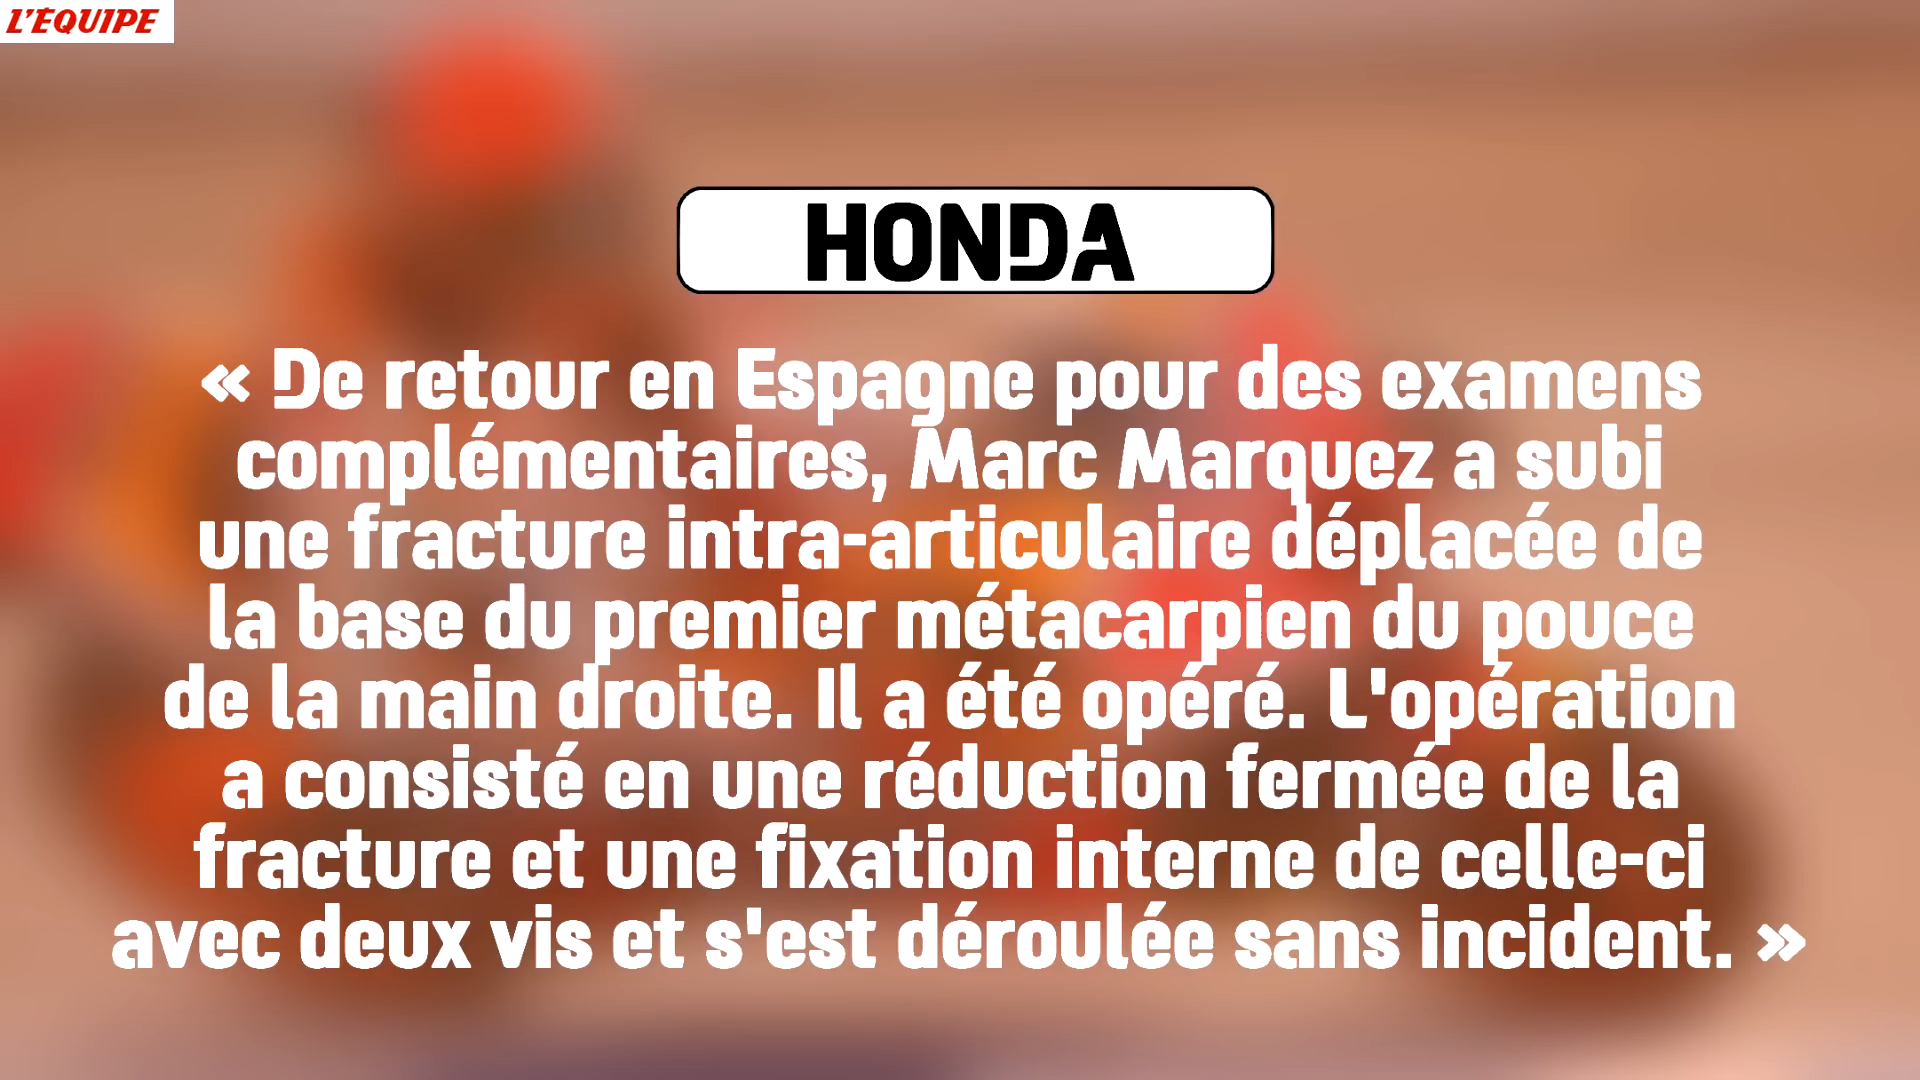 L'ÉQUIPE
HONDA
« De retour en Espagne pour des examens
complémentaires, Marc Marquez a subi
une fracture intra-articulaire déplacée de
la base du premier métacarpien du pouce
de la main droite. Il a été opéré. L'opération
a consisté en une réduction fermée de la
fracture et une fixation interne de celle-ci
avec deux vis et s'est déroulée sans incident. »